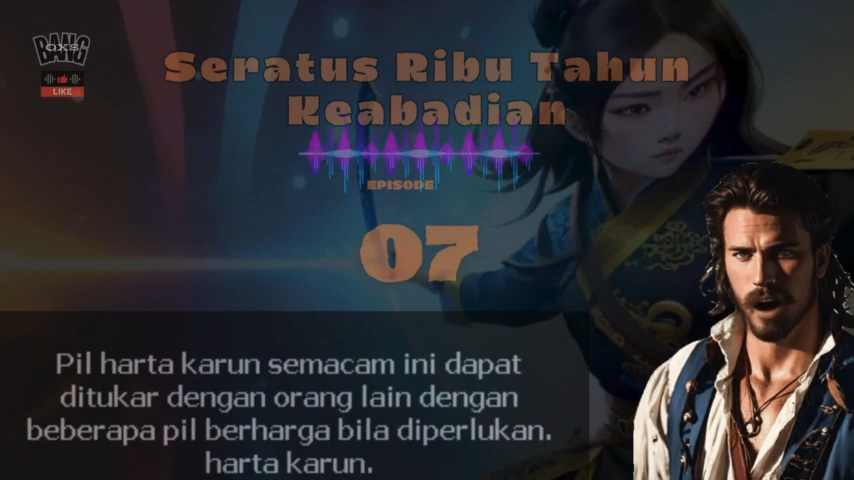 BANG
OXS
LIKE
Seratus Ribu Tahun
Keabadian
EPISODE
07
Pil harta karun semacam ini dapat
ditukar dengan orang lain dengan
beberapa pil berharga bila diperlukan.
harta karun.